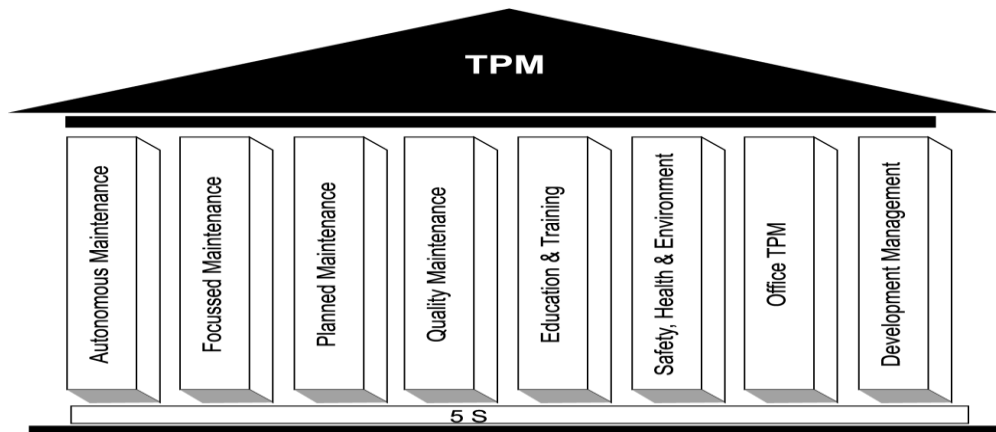 TPM
Autonomous Maintenance
Focussed Maintenance
Planned Maintenance
Quality Maintenance
Education & Training
Safety, Health & Environment
Office TPM
Development Management
5 S